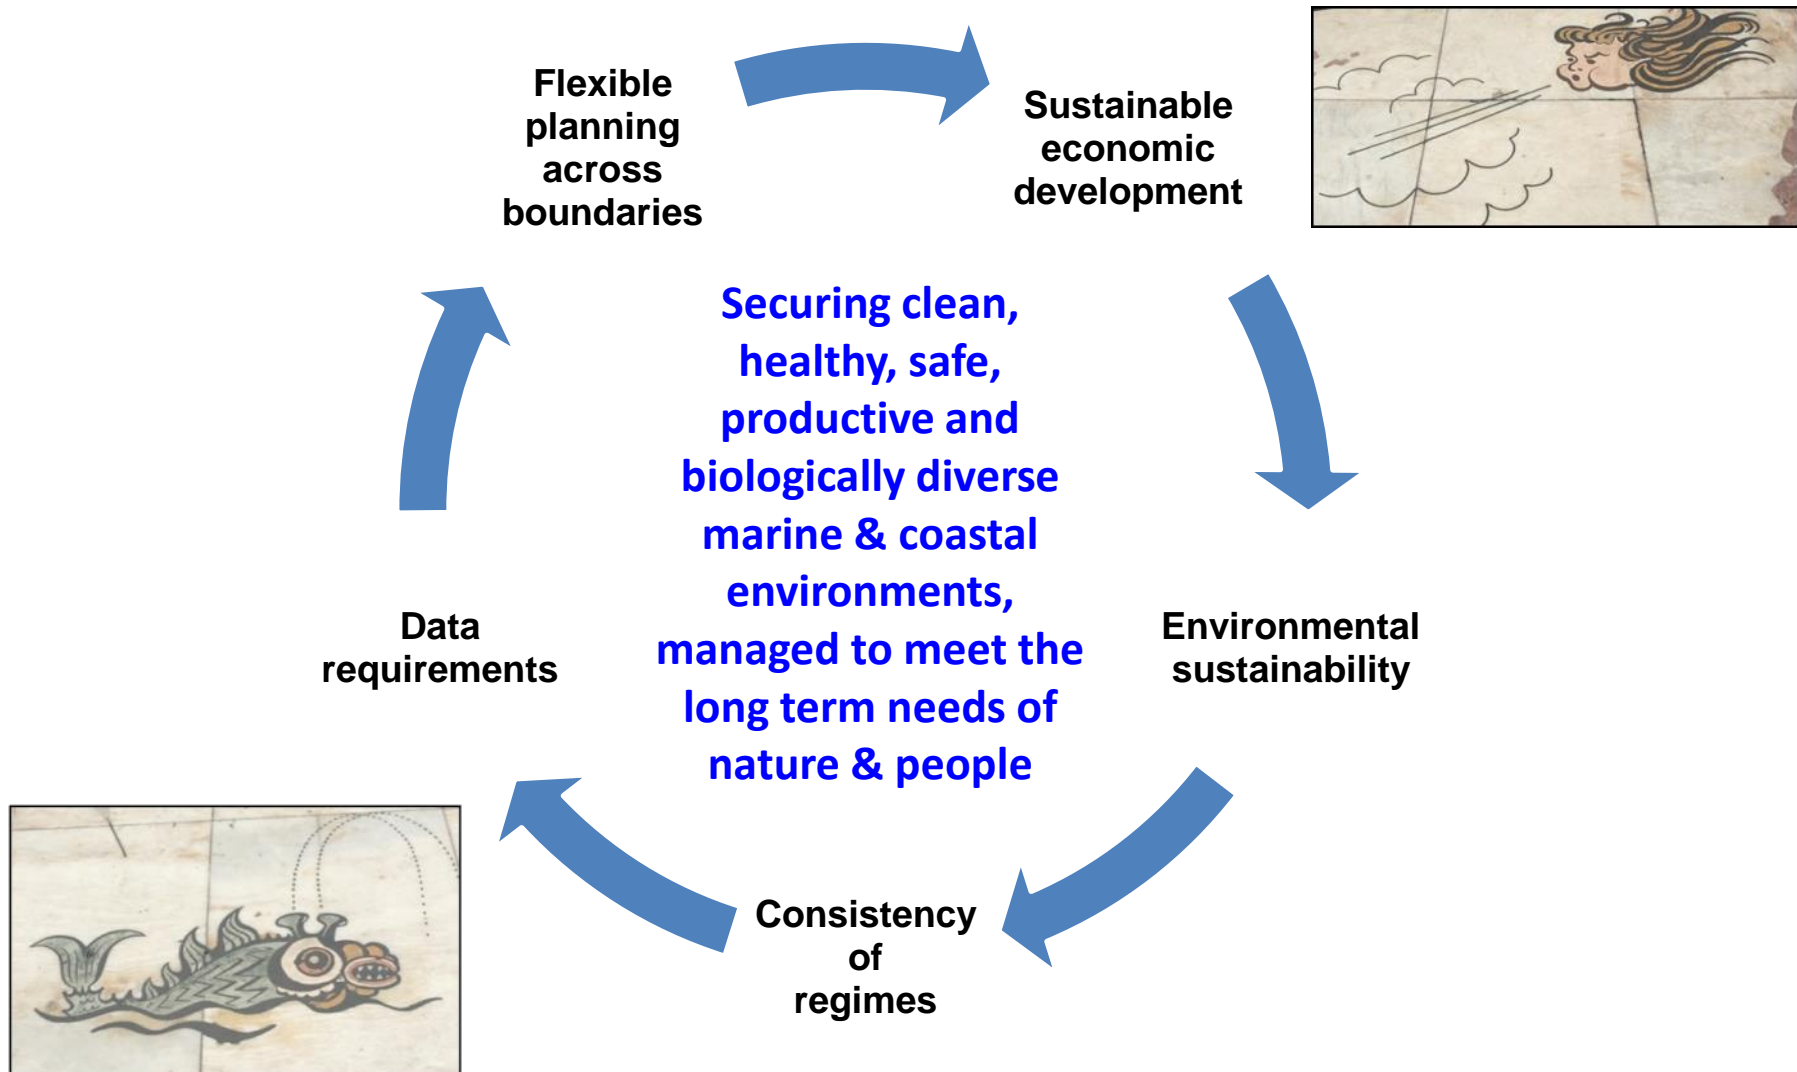 Flexible
planning
across
boundaries
Sustainable
economic
development
Securing clean,
healthy, safe,
productive and
biologically diverse
marine & coastal
environments,
managed to meet the
long term needs of
nature & people
Data
requirements
Environmental
sustainability
Consistency
of
regimes